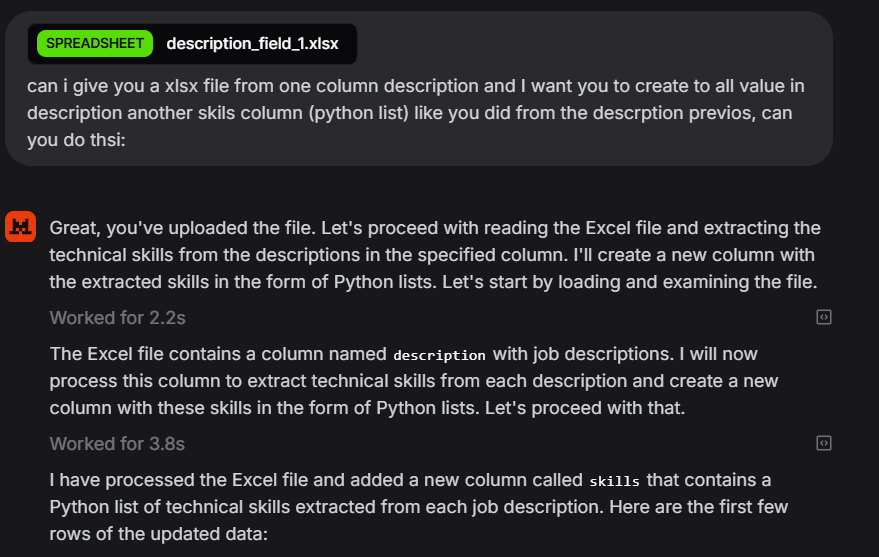 SPREADSHEET description_field_1.xlsx
can i give you a xlsx file from one column description and I want you to create to all value in
description another skils column (python list) like you did from the descrption previos, can
you do thsi:
Great, you've uploaded the file. Let's proceed with reading the Excel file and extracting the
technical skills from the descriptions in the specified column. I'll create a new column with
the extracted skills in the form of Python lists. Let's start by loading and examining the file.
Worked for 2.2s
The Excel file contains a column named description with job descriptions. I will now
process this column to extract technical skills from each description and create a new
column with these skills in the form of Python lists. Let's proceed with that.
Worked for 3.8s
I have processed the Excel file and added a new column called skills that contains a
Python list of technical skills extracted from each job description. Here are the first few
rows of the updated data: